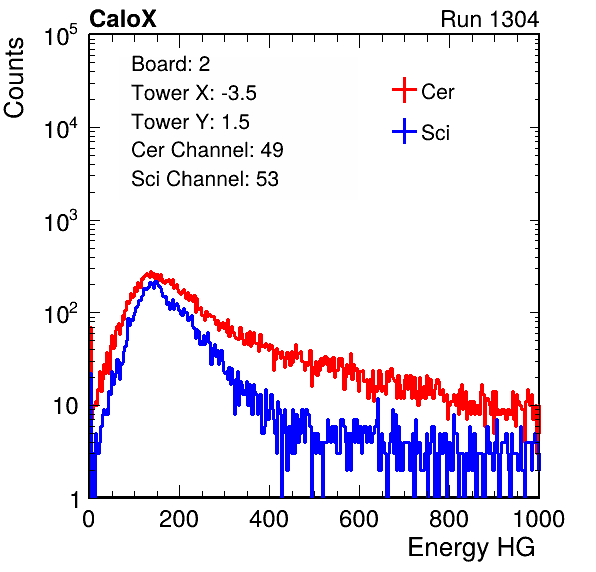 CaloX Run 1304
Counts
10^5
10^4
10^3
10^2
10
1
Board: 2
Tower X: -3.5
Tower Y: 1.5
Cer Channel: 49
Sci Channel: 53
Cer
Sci
0 200 400 600 800 1000
Energy HG